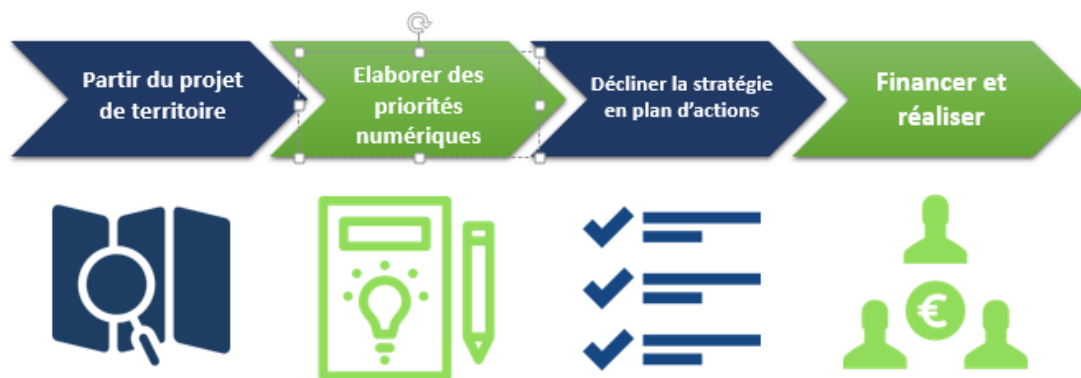 Partir du projet
de territoire
Elaborer des
priorités
numériques
Décliner la stratégie
en plan d'actions
Financer et
réaliser
€